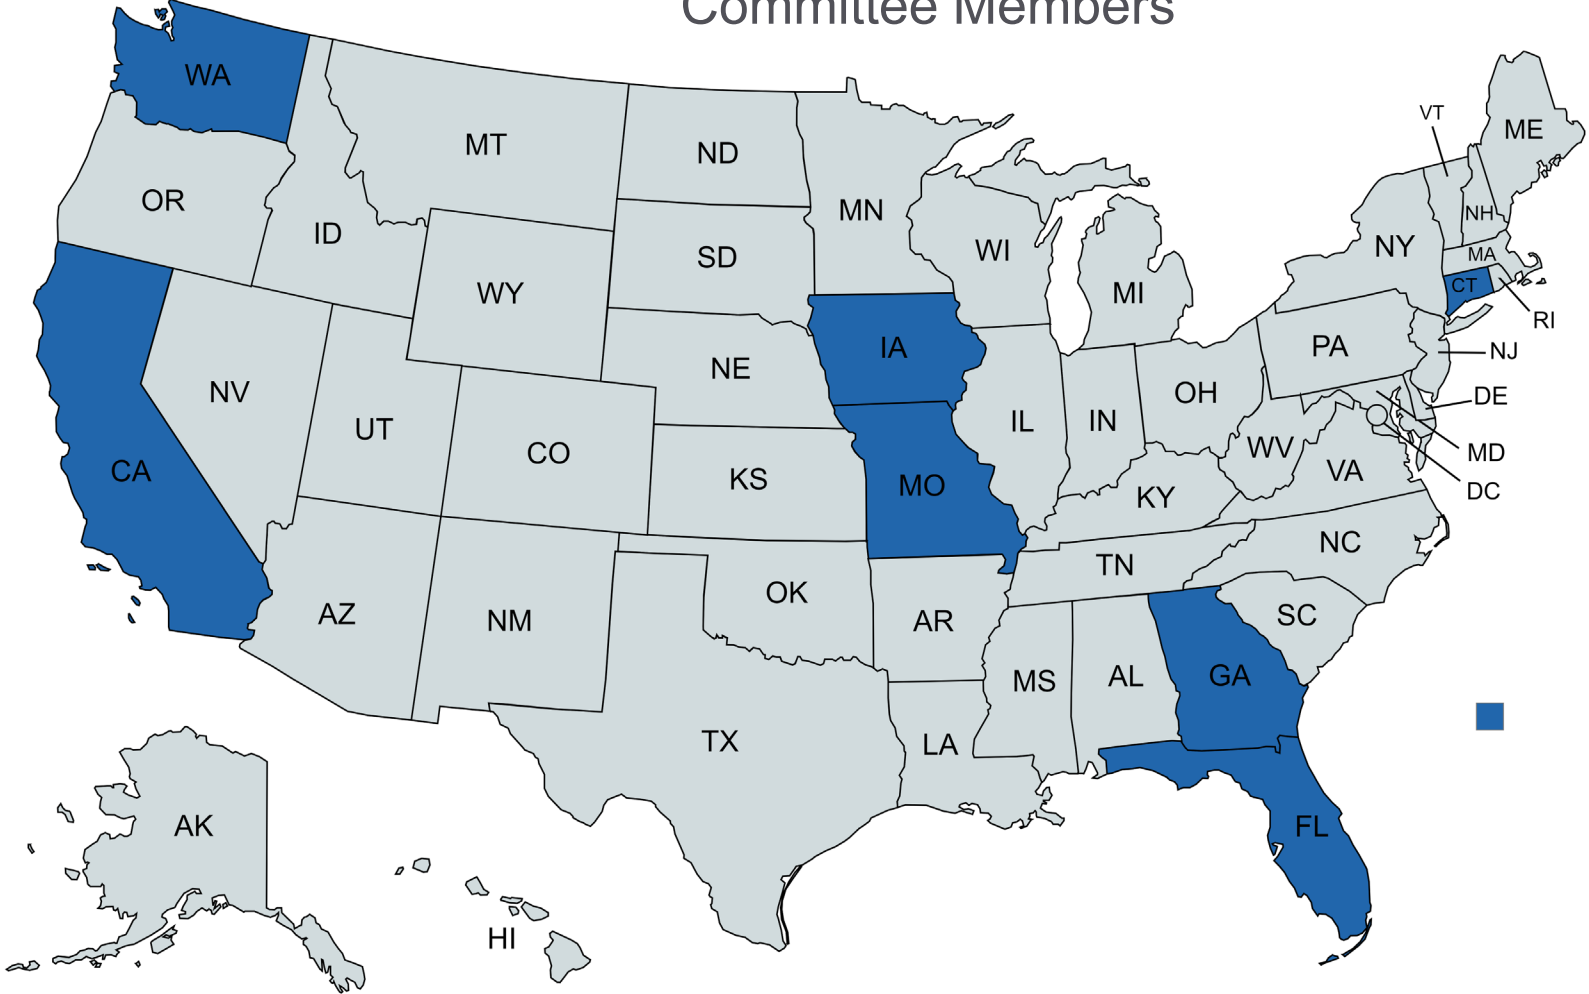 Committee Members
WA
MT
ND
OR
ID
MN
SD
WI
WY
MI
NY
VT
ME
NH
MA
CT
RI
NJ
DE
MD
DC
PA
IA
NE
NV
UT
CO
CA
KS
MO
IL
IN
OH
WV
VA
KY
NC
TN
OK
AZ
NM
AR
SC
MS
AL
GA
TX
LA
FL
AK
HI